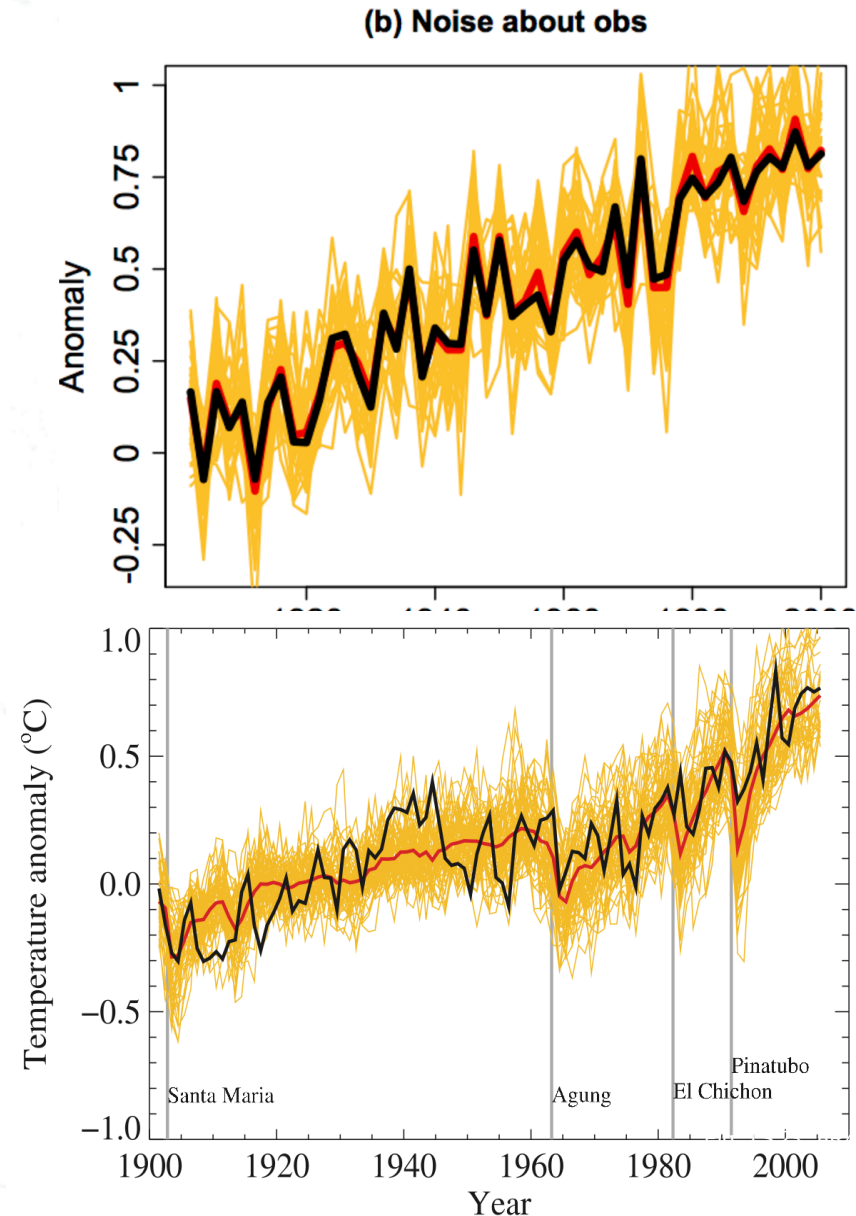 (b) Noise about obs
1
0.75
0.5
0.25
0
-0.25
Anomaly
1.0
0.5
0.0
−0.5
−1.0
Temperature anomaly (°C)
Santa Maria
Agung
El Chichon
Pinatubo
1900 1920 1940 1960 1980 2000
Year